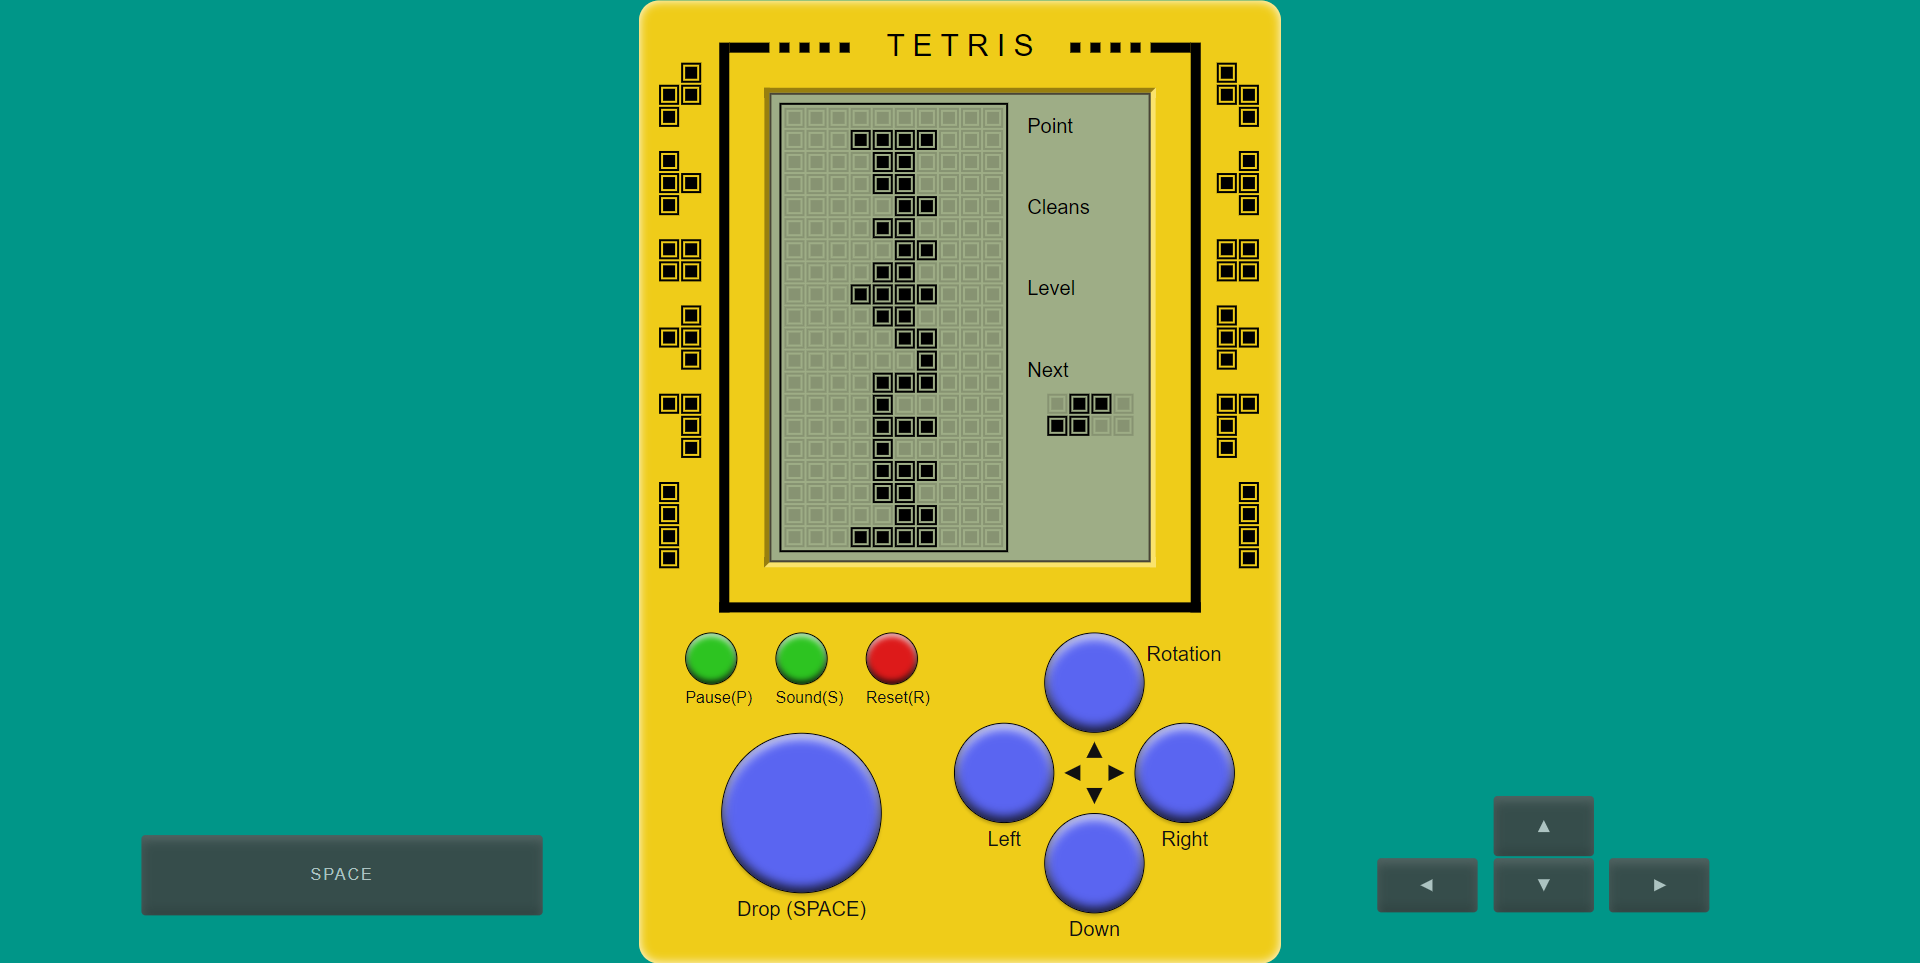 TETRIS
Point
Cleans
Level
Next
Pause(P)
Sound(S)
Reset(R)
Rotation
Left
Right
Drop (SPACE)
Down
SPACE